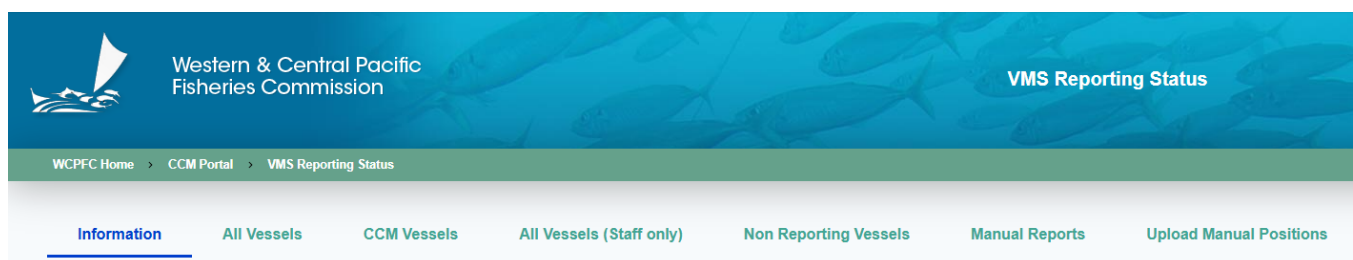 Western & Central Pacific
Fisheries Commission
VMS Reporting Status
WCPFC Home › CCM Portal › VMS Reporting Status
Information All Vessels CCM Vessels All Vessels (Staff only) Non Reporting Vessels Manual Reports Upload Manual Positions